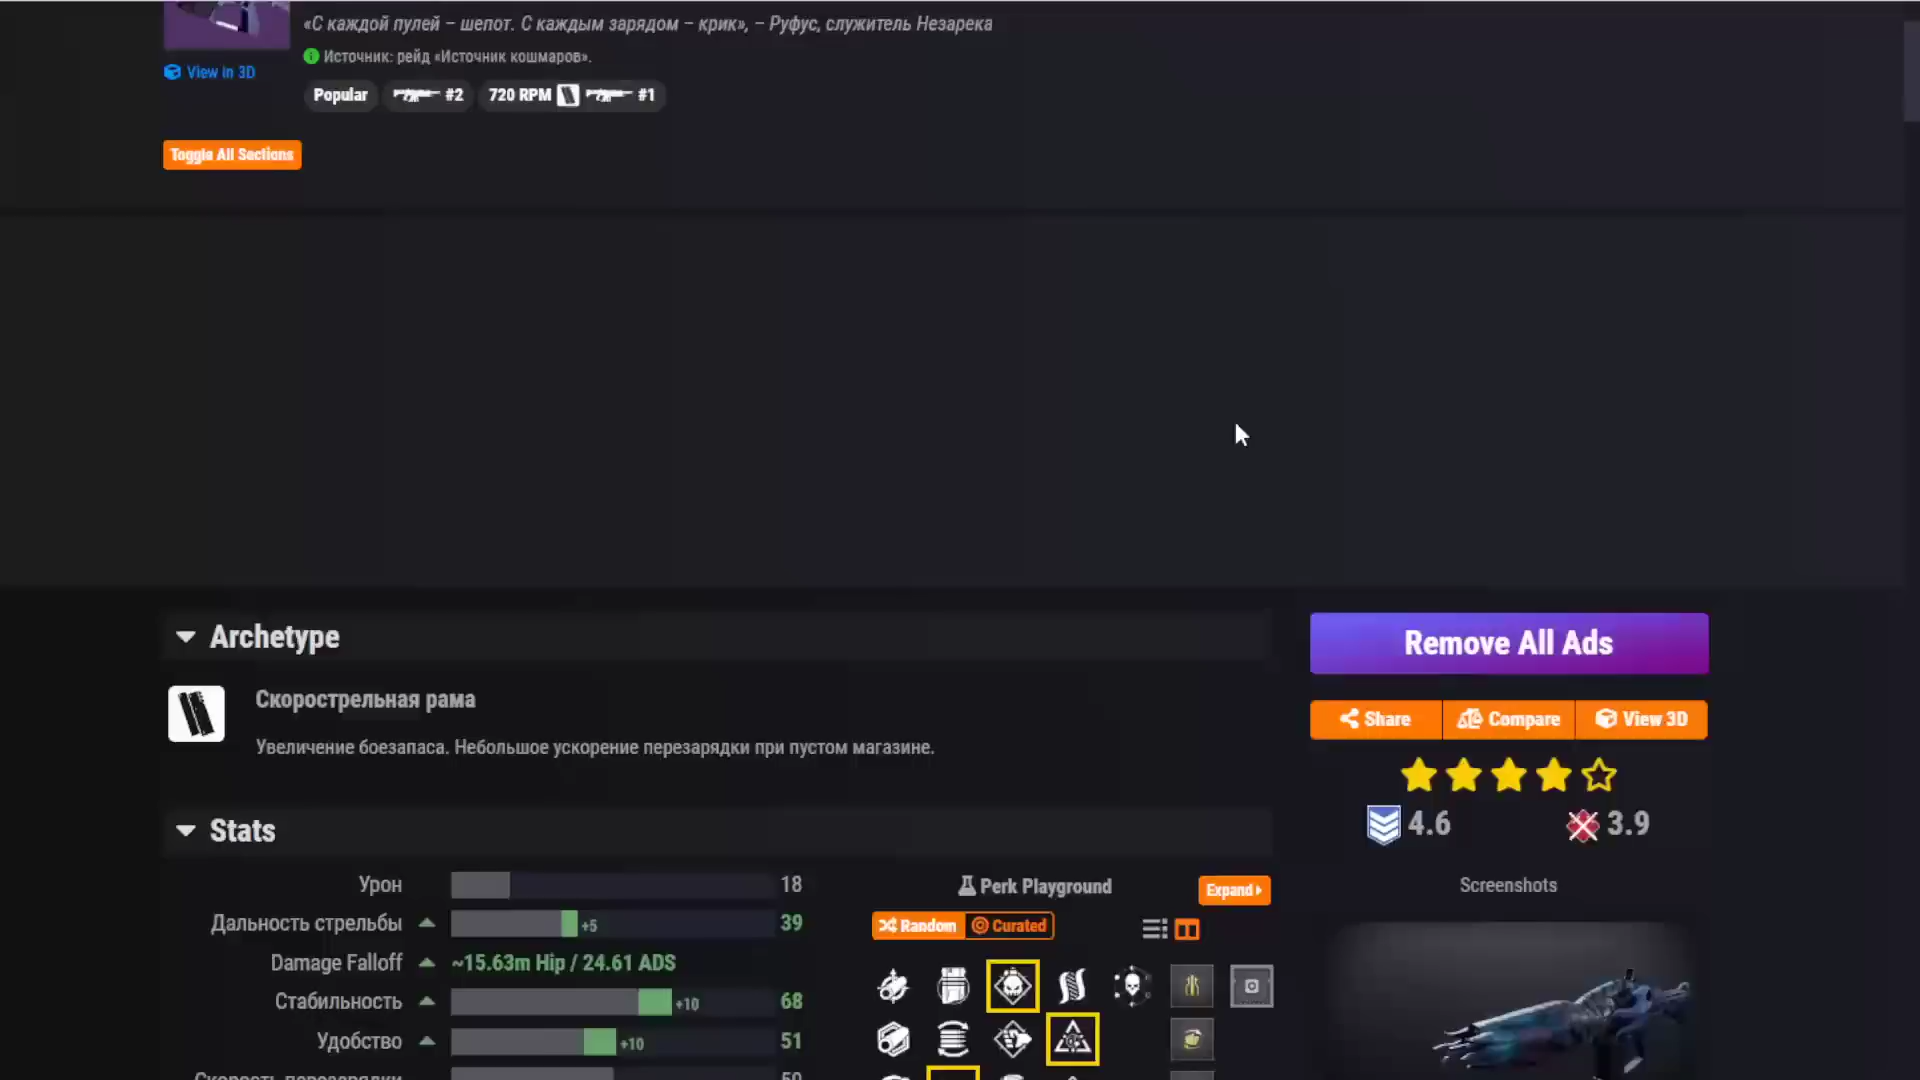 «С каждой пулей – шепот. С каждым зарядом – крик», – Руфус, служитель Незарека
Источник: рейд «Источник кошмаров».
View in 3D
Popular #2 720 RPM #1
Toggle All Sections
Archetype
Скорострельная рама
Увеличение боезапаса. Небольшое ускорение перезарядки при пустом магазине.
Stats
Урон 18
Дальность стрельбы +5 39
Damage Falloff ~15.63m Hip / 24.61 ADS
Стабильность +10 68
Удобство +10 51
Скорость перезарядки 50
Perk Playground
Expand
Random Curated
Remove All Ads
Share Compare View 3D
4.6 3.9
Screenshots